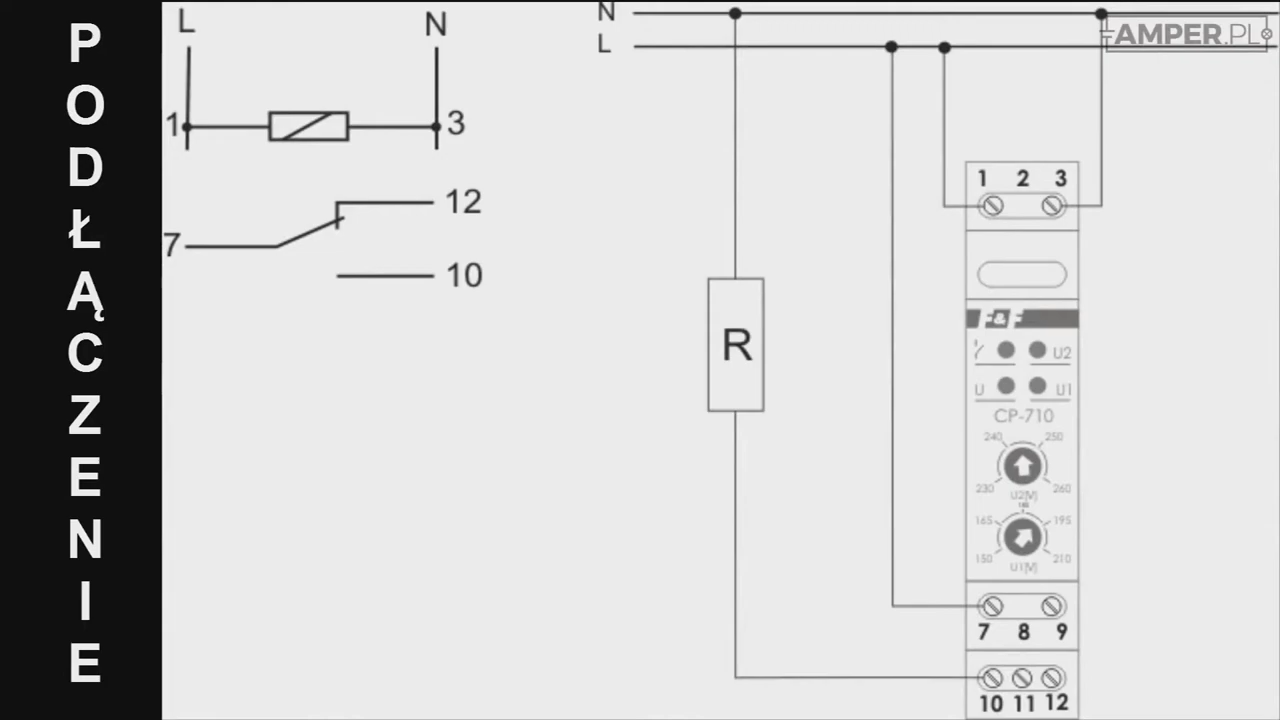 PODŁĄCZENIE
L N
1 3
12
7
10
N
L
AMPER.PL
1 2 3
R
F&F
U2
U U1
CP-710
240 250
230 260
U2[V]
180
165 195
150 210
U1[V]
7 8 9
10 11 12